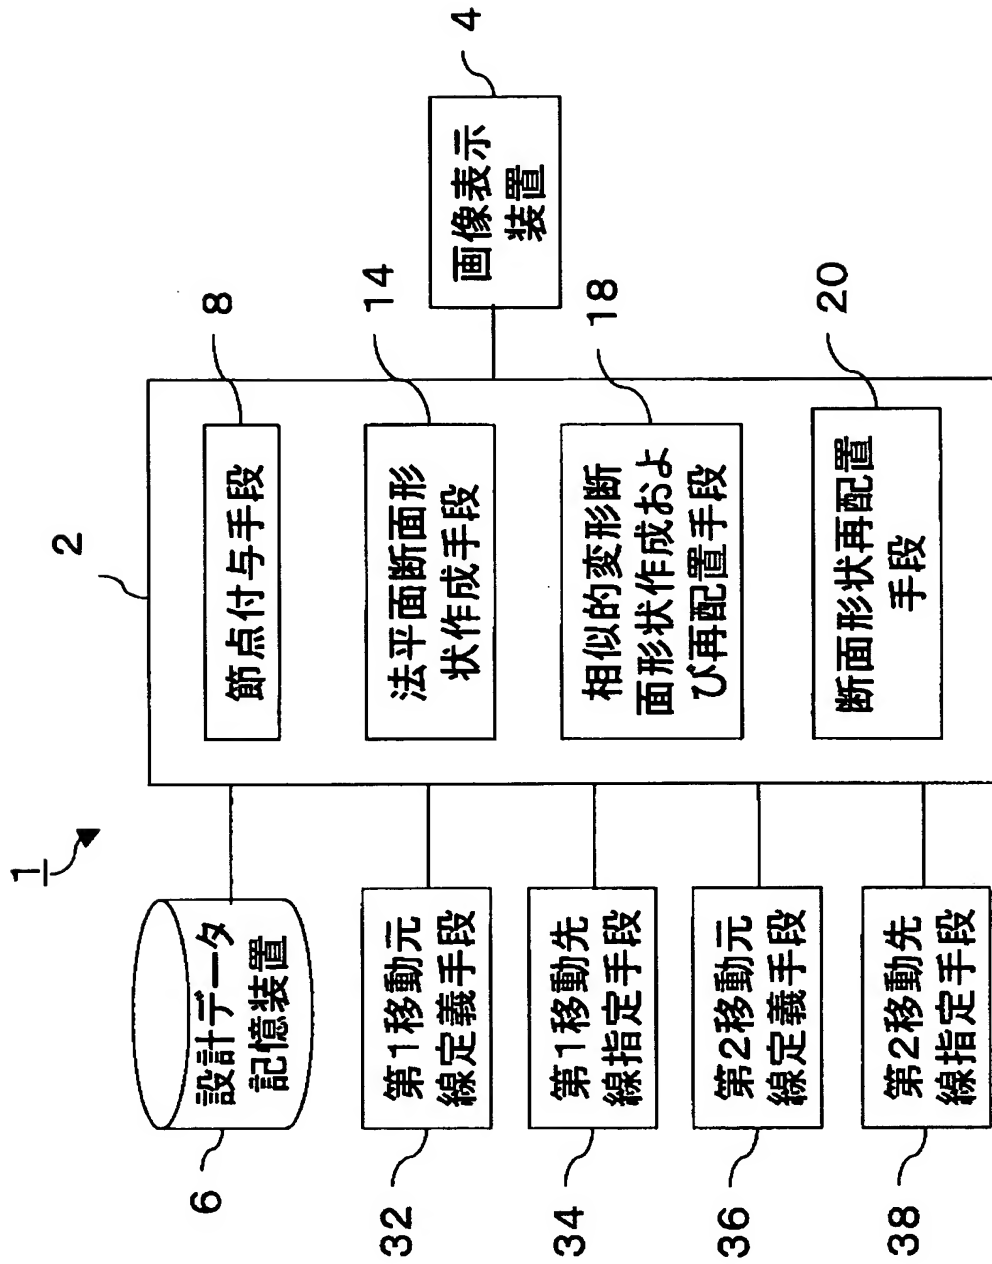 1
2
4
画像表示
装置
設計データ
記憶装置
6
節点付与手段
8
第1移動元
線定義手段
32
法平面断面形
状作成手段
14
第1移動先
線指定手段
34
相似的変形断
面形状作成およ
び再配置手段
18
第2移動元
線定義手段
36
断面形状再配置
手段
20
第2移動先
線指定手段
38